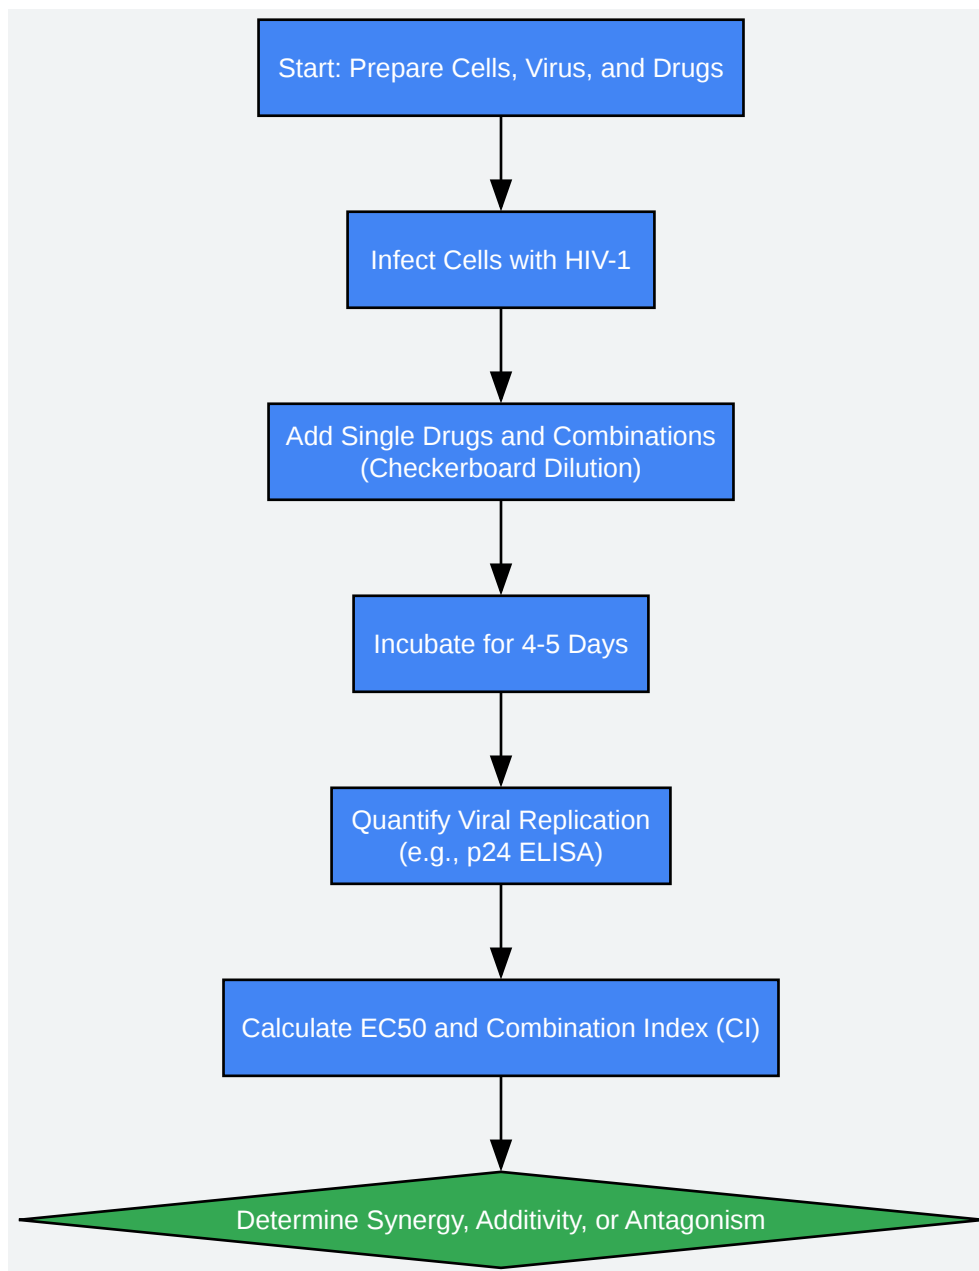 Start: Prepare Cells, Virus, and Drugs
Infect Cells with HIV-1
Add Single Drugs and Combinations
(Checkerboard Dilution)
Incubate for 4-5 Days
Quantify Viral Replication
(e.g., p24 ELISA)
Calculate EC50 and Combination Index (CI)
Determine Synergy, Additivity, or Antagonism